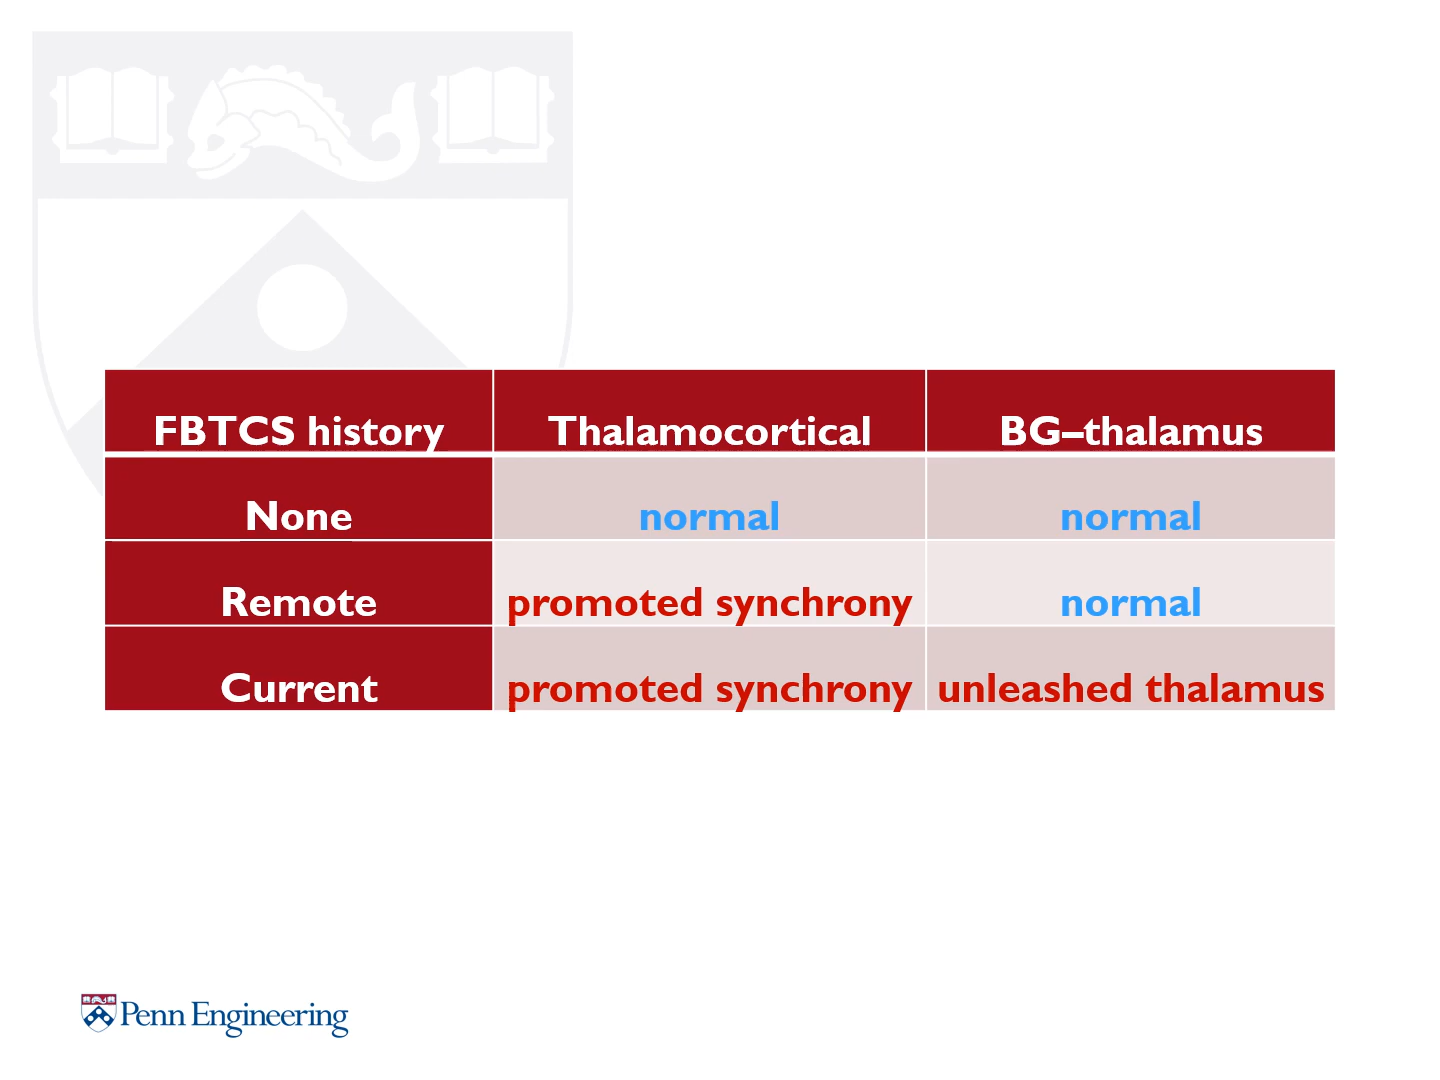 FBTCS history Thalamocortical BG–thalamus
None normal normal
Remote promoted synchrony normal
Current promoted synchrony unleashed thalamus
Penn Engineering